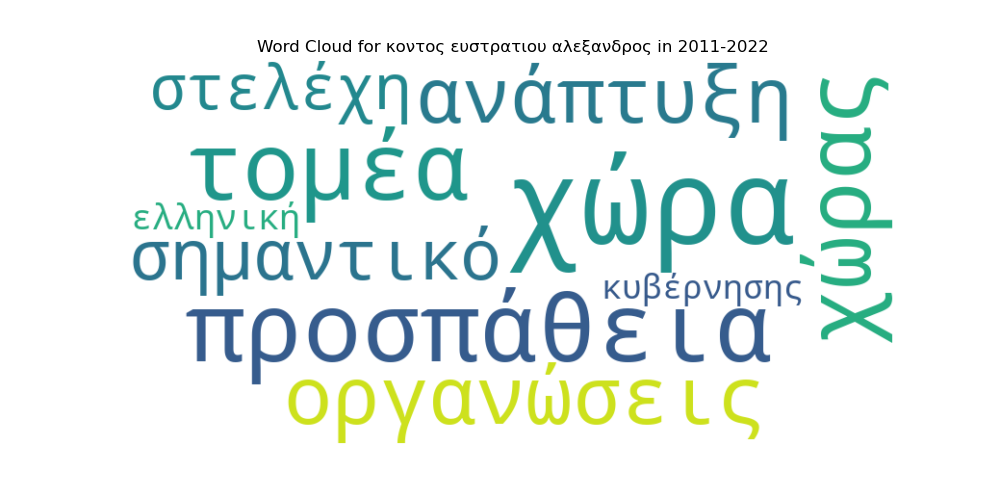 Word Cloud for κοντος ευστρατιου αλεξανδρος in 2011-2022
στελέχη
ανάπτυξη
χώρας
τομέα
χώρα
ελληνική
σημαντικό
κυβέρνησης
προσπάθεια
οργανώσεις